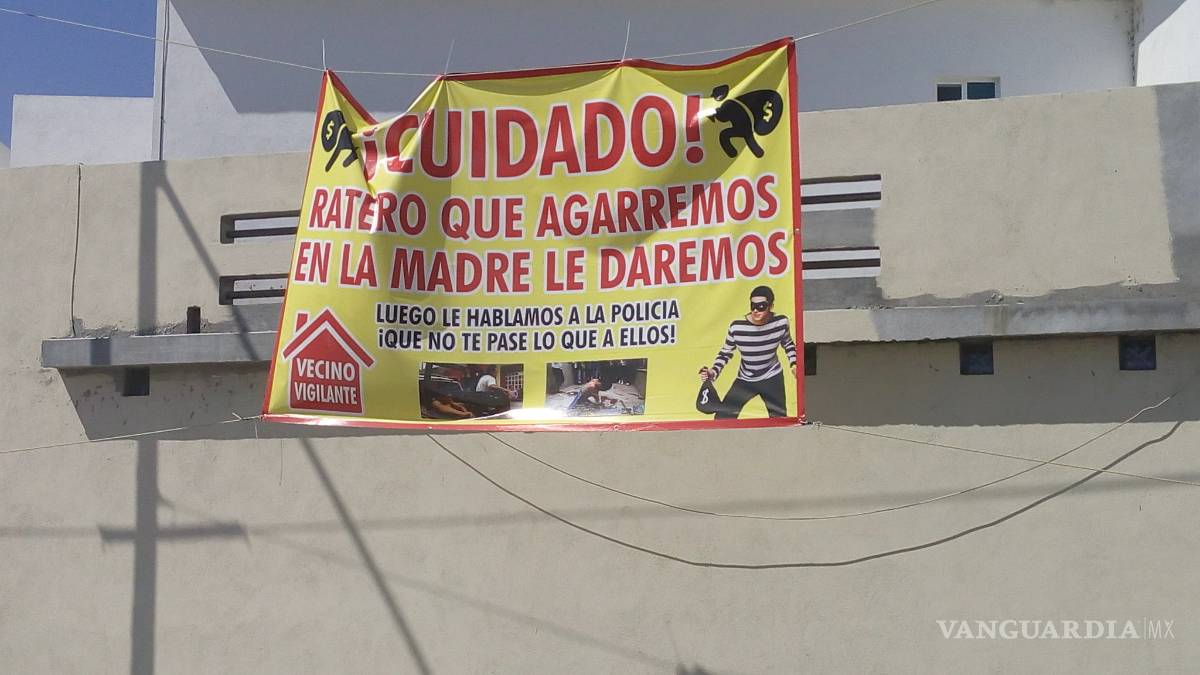 ¡CUIDADO!
RATERO QUE AGARREMOS
EN LA MADRE LE DAREMOS
LUEGO LE HABLAMOS A LA POLICIA
¡QUE NO TE PASE LO QUE A ELLOS!
VECINO
VIGILANTE
$
$
$
VANGUARDIA|MX